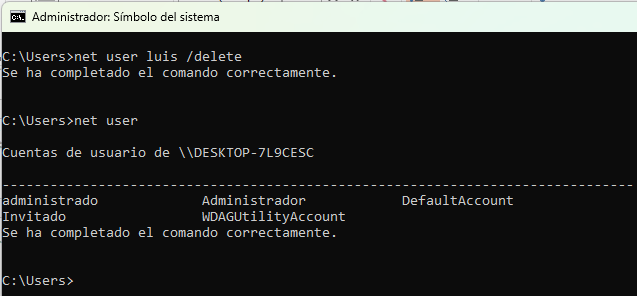 Administrador: Símbolo del sistema
C:\Users>net user luis /delete
Se ha completado el comando correctamente.
C:\Users>net user
Cuentas de usuario de \\DESKTOP-7L9CESC
-------------------------------------------------------------------------------
administrado             Administrador            DefaultAccount
Invitado                 WDAGUtilityAccount
Se ha completado el comando correctamente.
C:\Users>